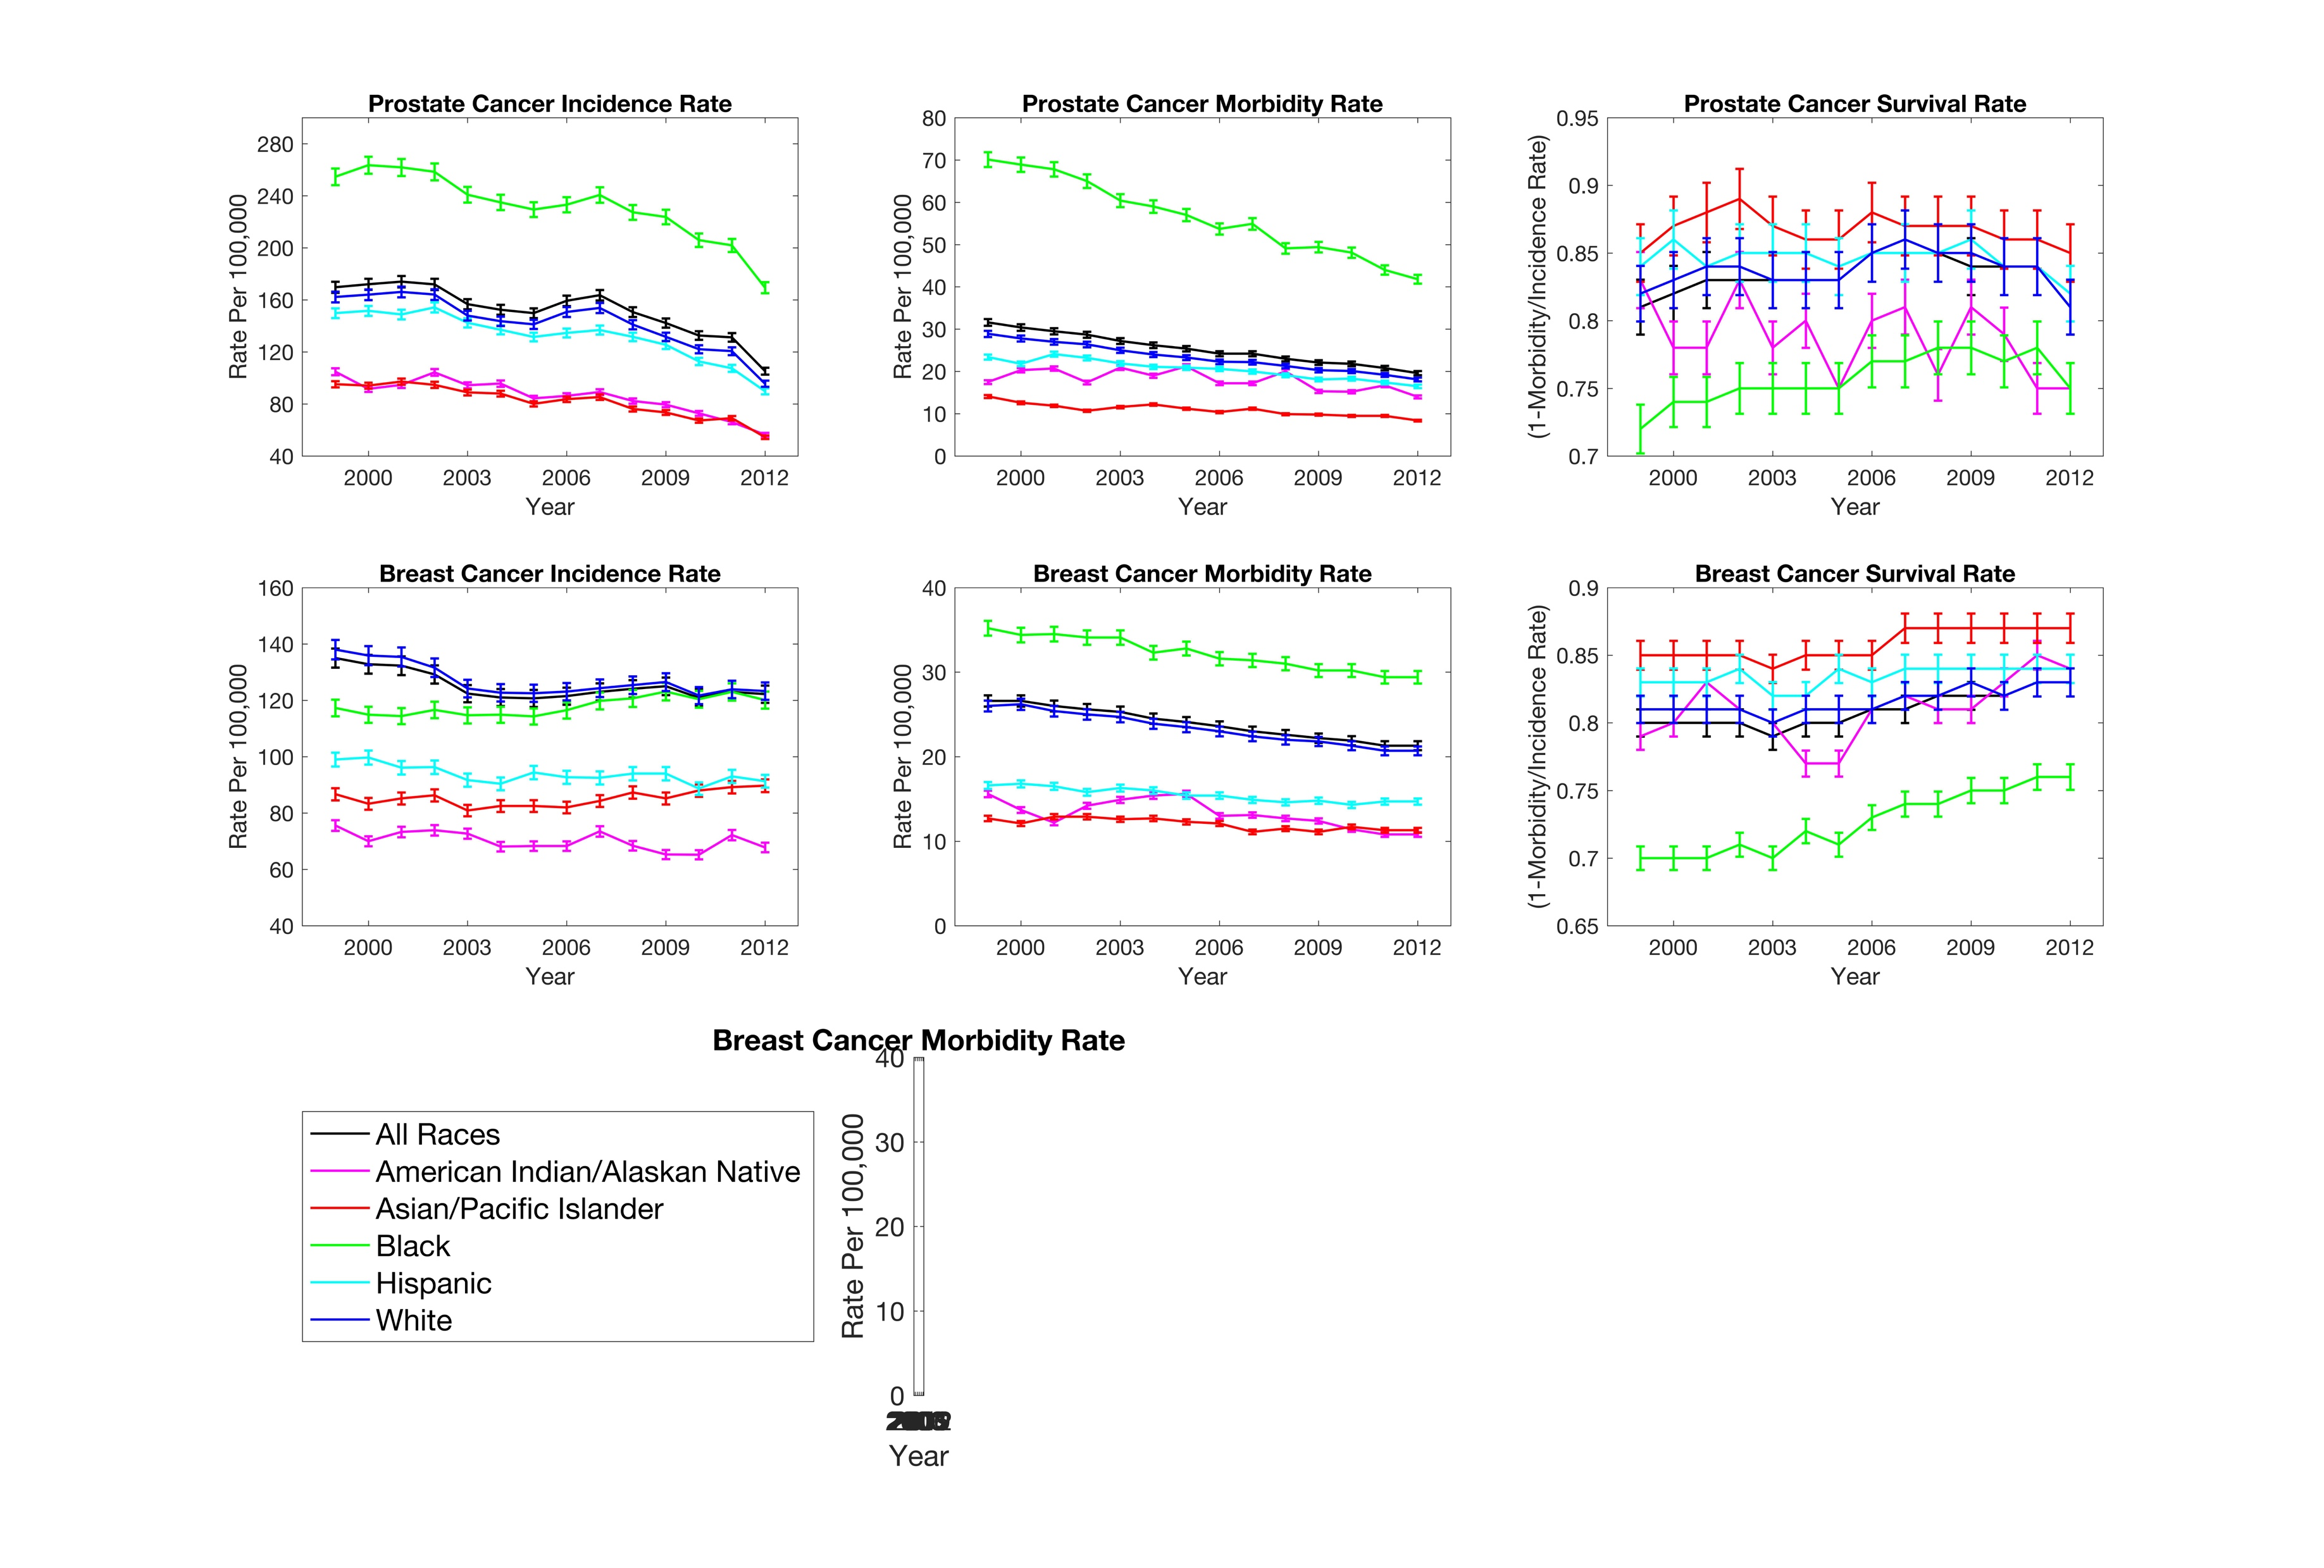 Prostate Cancer Incidence Rate
280
240
200
160
120
80
40
Rate Per 100,000
2000 2003 2006 2009 2012
Year
Prostate Cancer Morbidity Rate
80
70
60
50
40
30
20
10
0
Rate Per 100,000
2000 2003 2006 2009 2012
Year
Prostate Cancer Survival Rate
0.95
0.9
0.85
0.8
0.75
0.7
(1-Morbidity/Incidence Rate)
2000 2003 2006 2009 2012
Year
Breast Cancer Incidence Rate
160
140
120
100
80
60
40
Rate Per 100,000
2000 2003 2006 2009 2012
Year
Breast Cancer Morbidity Rate
40
30
20
10
0
Rate Per 100,000
2000 2003 2006 2009 2012
Year
Breast Cancer Survival Rate
0.9
0.85
0.8
0.75
0.7
0.65
(1-Morbidity/Incidence Rate)
2000 2003 2006 2009 2012
Year
All Races
American Indian/Alaskan Native
Asian/Pacific Islander
Black
Hispanic
White
Breast Cancer Morbidity Rate
40
30
20
10
0
Rate Per 100,000
Year